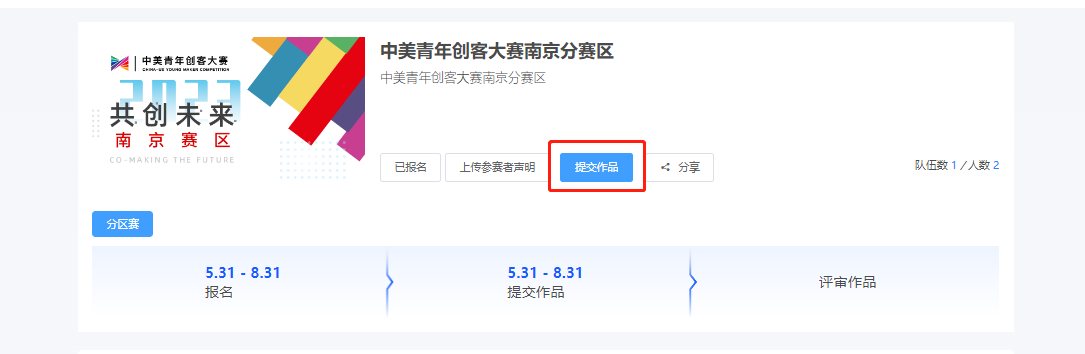 中美青年创客大赛
CHINA-US YOUNG MAKER COMPETITION
2023
共创未来
南京赛区
CO-MAKING THE FUTURE
中美青年创客大赛南京分赛区
中美青年创客大赛南京分赛区
已报名 上传参赛者声明 提交作品 分享
队伍数 1 / 人数 2
分区赛
5.31 - 8.31
报名
5.31 - 8.31
提交作品
评审作品